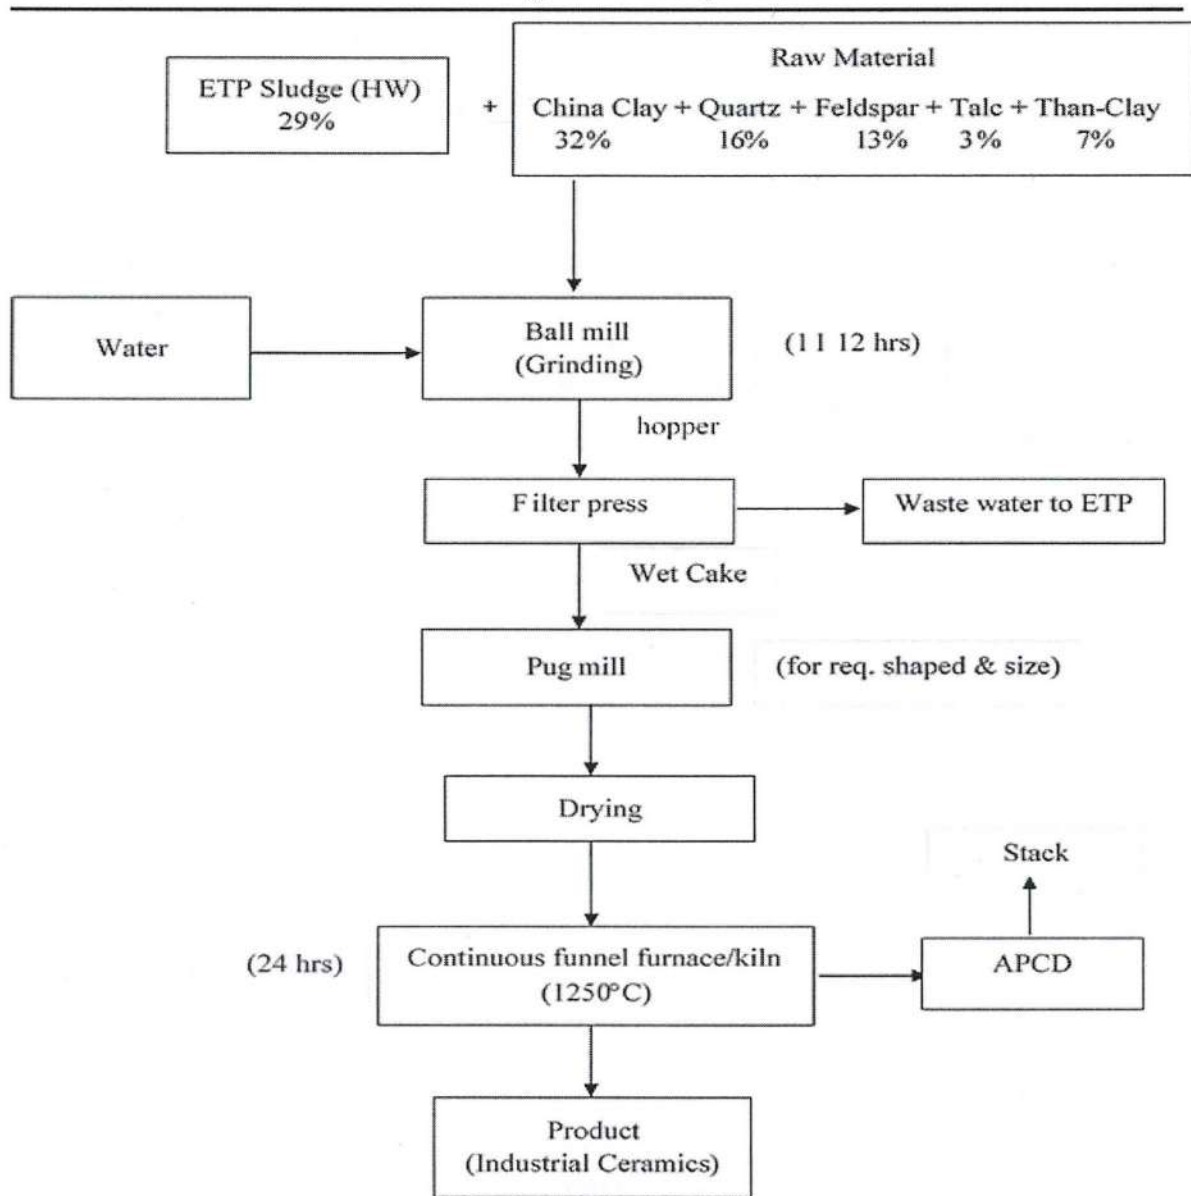 Raw Material
ETP Sludge (HW)
29%
+
China Clay + Quartz + Feldspar + Talc + Than-Clay
32% 16% 13% 3% 7%
Water
Ball mill
(Grinding)
(11 12 hrs)
hopper
Filter press
Waste water to ETP
Wet Cake
Pug mill
(for req. shaped & size)
Drying
Stack
(24 hrs)
Continuous funnel furnace/kiln
(1250°C)
APCD
Product
(Industrial Ceramics)